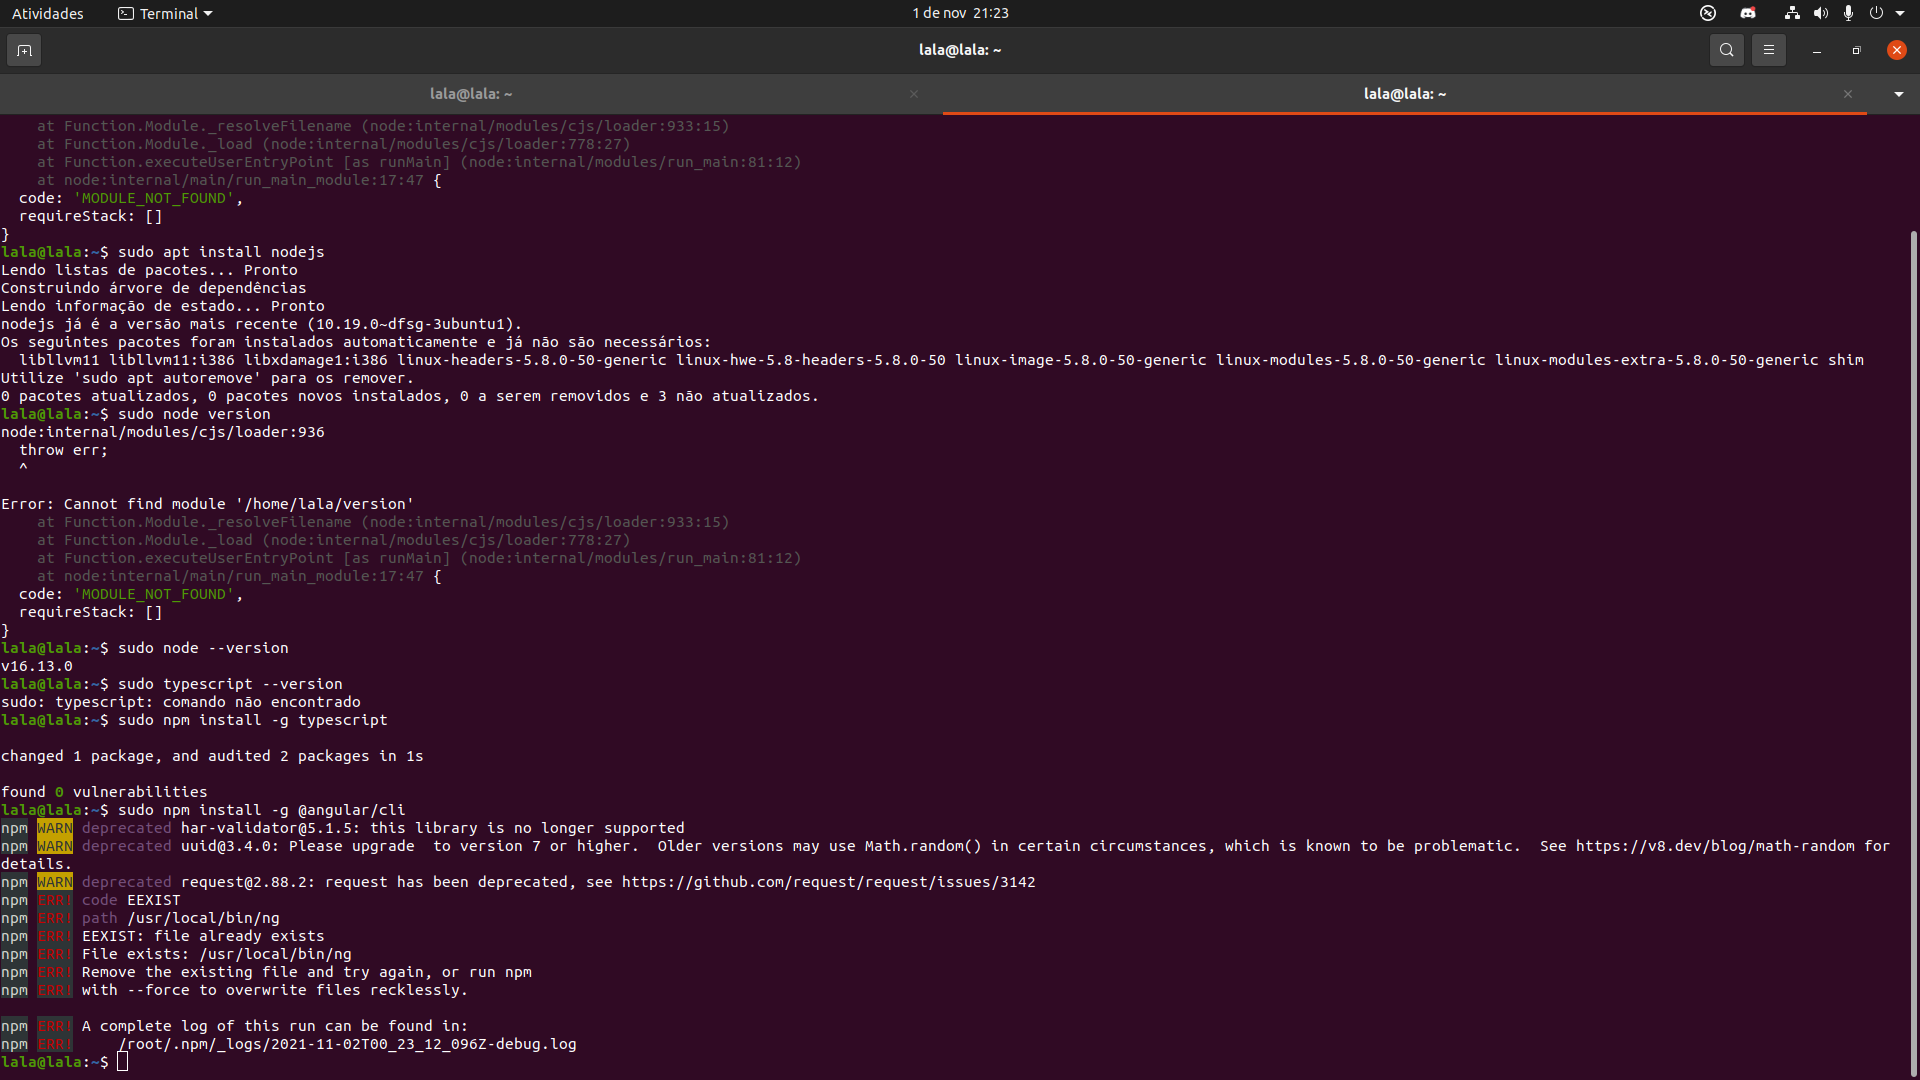 Atividades
Terminal
1 de nov 21:23
lala@lala: ~
lala@lala: ~
lala@lala: ~
    at Function.Module._resolveFilename (node:internal/modules/cjs/loader:933:15)
    at Function.Module._load (node:internal/modules/cjs/loader:778:27)
    at Function.executeUserEntryPoint [as runMain] (node:internal/modules/run_main:81:12)
    at node:internal/main/run_main_module:17:47 {
  code: 'MODULE_NOT_FOUND',
  requireStack: []
}
lala@lala:~$ sudo apt install nodejs
Lendo listas de pacotes... Pronto
Construindo árvore de dependências
Lendo informação de estado... Pronto
nodejs já é a versão mais recente (10.19.0~dfsg-3ubuntu1).
Os seguintes pacotes foram instalados automaticamente e já não são necessários:
  libllvm11 libllvm11:i386 libxdamage1:i386 linux-headers-5.8.0-50-generic linux-hwe-5.8-headers-5.8.0-50 linux-image-5.8.0-50-generic linux-modules-5.8.0-50-generic linux-modules-extra-5.8.0-50-generic shim
Utilize 'sudo apt autoremove' para os remover.
0 pacotes atualizados, 0 pacotes novos instalados, 0 a serem removidos e 3 não atualizados.
lala@lala:~$ sudo node version
node:internal/modules/cjs/loader:936
  throw err;
  ^
Error: Cannot find module '/home/lala/version'
    at Function.Module._resolveFilename (node:internal/modules/cjs/loader:933:15)
    at Function.Module._load (node:internal/modules/cjs/loader:778:27)
    at Function.executeUserEntryPoint [as runMain] (node:internal/modules/run_main:81:12)
    at node:internal/main/run_main_module:17:47 {
  code: 'MODULE_NOT_FOUND',
  requireStack: []
}
lala@lala:~$ sudo node --version
v16.13.0
lala@lala:~$ sudo typescript --version
sudo: typescript: comando não encontrado
lala@lala:~$ sudo npm install -g typescript
changed 1 package, and audited 2 packages in 1s
found 0 vulnerabilities
lala@lala:~$ sudo npm install -g @angular/cli
npm WARN deprecated har-validator@5.1.5: this library is no longer supported
npm WARN deprecated uuid@3.4.0: Please upgrade  to version 7 or higher.  Older versions may use Math.random() in certain circumstances, which is known to be problematic.  See https://v8.dev/blog/math-random for
details.
npm WARN deprecated request@2.88.2: request has been deprecated, see https://github.com/request/request/issues/3142
npm ERR! code EEXIST
npm ERR! path /usr/local/bin/ng
npm ERR! EEXIST: file already exists
npm ERR! File exists: /usr/local/bin/ng
npm ERR! Remove the existing file and try again, or run npm
npm ERR! with --force to overwrite files recklessly.
npm ERR! A complete log of this run can be found in:
npm ERR!     /root/.npm/_logs/2021-11-02T00_23_12_096Z-debug.log
lala@lala:~$